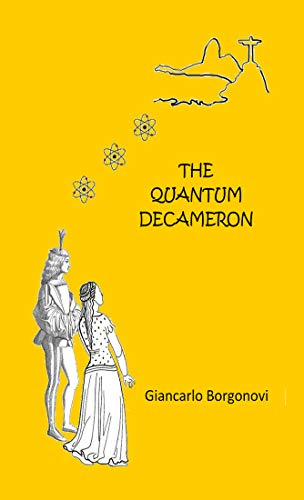 THE
QUANTUM
DECAMERON
Giancarlo Borgonovi